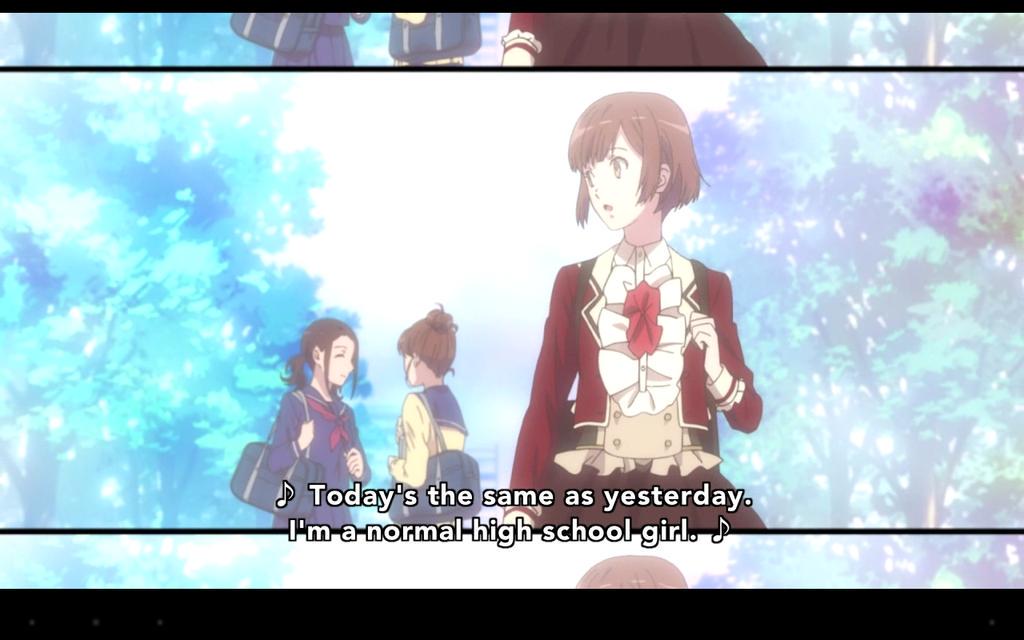 ♪ Today's the same as yesterday.
I'm a normal high school girl. ♪